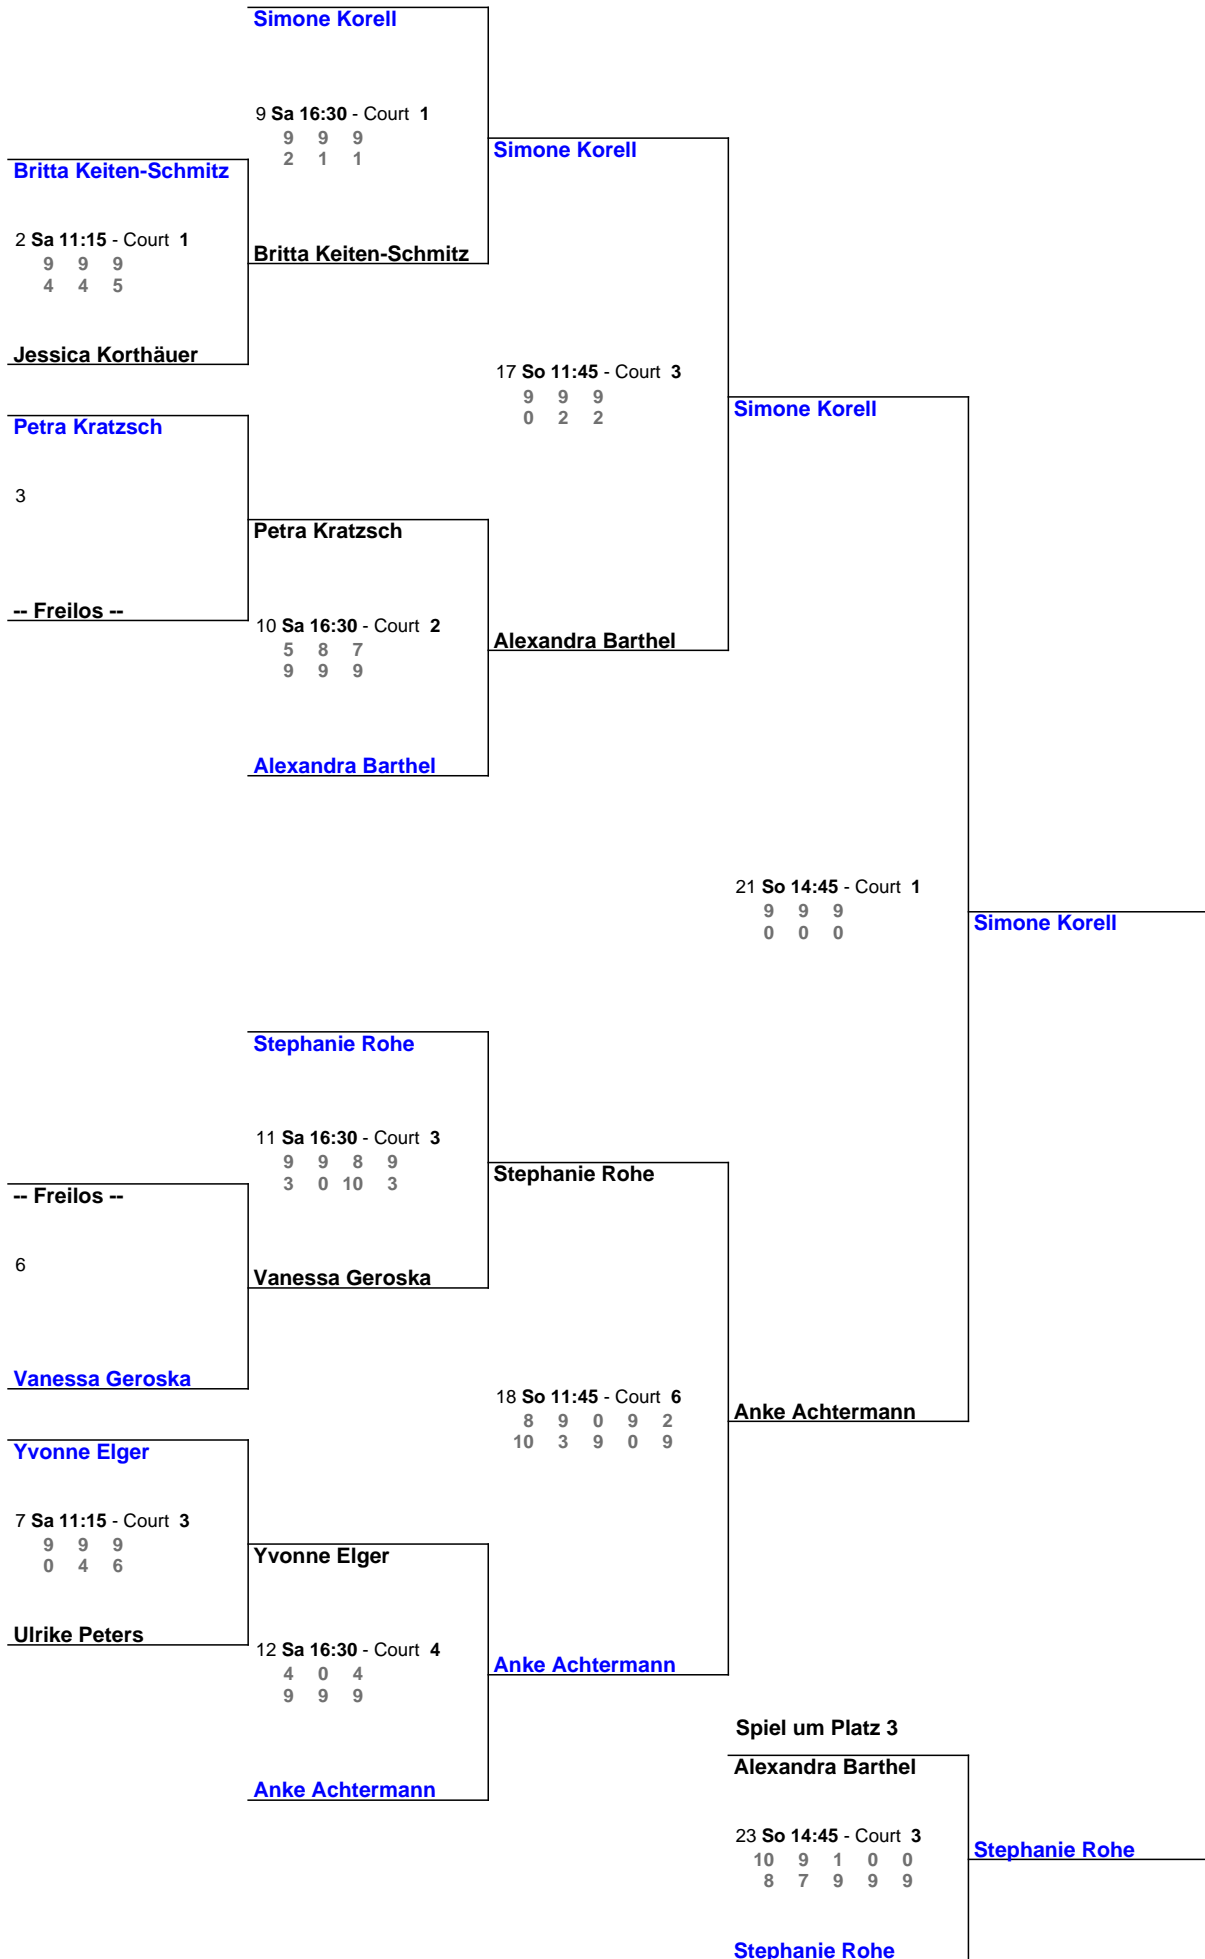 Simone Korell
9 Sa 16:30 - Court 1
9 9 9
2 1 1
Simone Korell
Britta Keiten-Schmitz
2 Sa 11:15 - Court 1
9 9 9
4 4 5
Britta Keiten-Schmitz
Jessica Korthäuer
17 So 11:45 - Court 3
9 9 9
0 2 2
Simone Korell
Petra Kratzsch
3
Petra Kratzsch
-- Freilos --
10 Sa 16:30 - Court 2
5 8 7
9 9 9
Alexandra Barthel
Alexandra Barthel
21 So 14:45 - Court 1
9 9 9
0 0 0
Simone Korell
Stephanie Rohe
11 Sa 16:30 - Court 3
9 9 8 9
3 0 10 3
Stephanie Rohe
-- Freilos --
6
Vanessa Geroska
Vanessa Geroska
18 So 11:45 - Court 6
8 9 0 9 2
10 3 9 0 9
Anke Achtermann
Yvonne Elger
7 Sa 11:15 - Court 3
9 9 9
0 4 6
Yvonne Elger
Ulrike Peters
12 Sa 16:30 - Court 4
4 0 4
9 9 9
Anke Achtermann
Anke Achtermann
Spiel um Platz 3
Alexandra Barthel
23 So 14:45 - Court 3
10 9 1 0 0
8 7 9 9 9
Stephanie Rohe
Stephanie Rohe